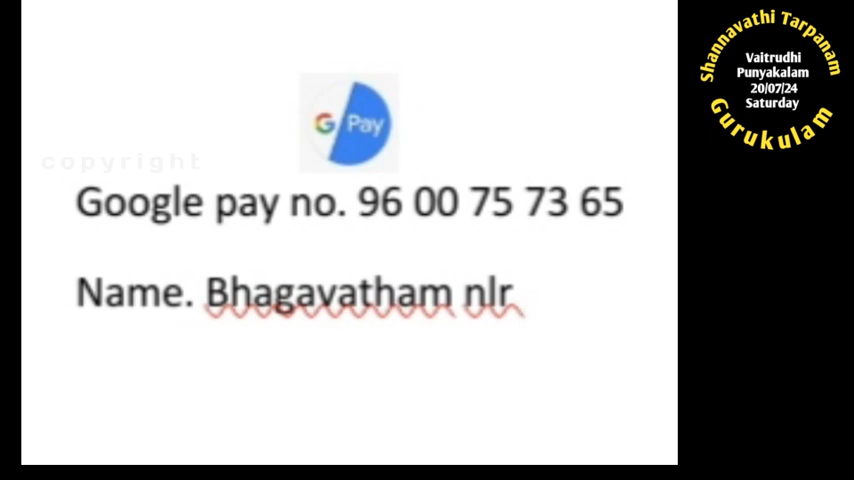 G Pay
copyright
Google pay no. 96 00 75 73 65
Name. Bhagavatham nlr
Shannavathi Tarpanam
Vaitrudhi
Punyakalam
20/07/24
Saturday
Gurukulam